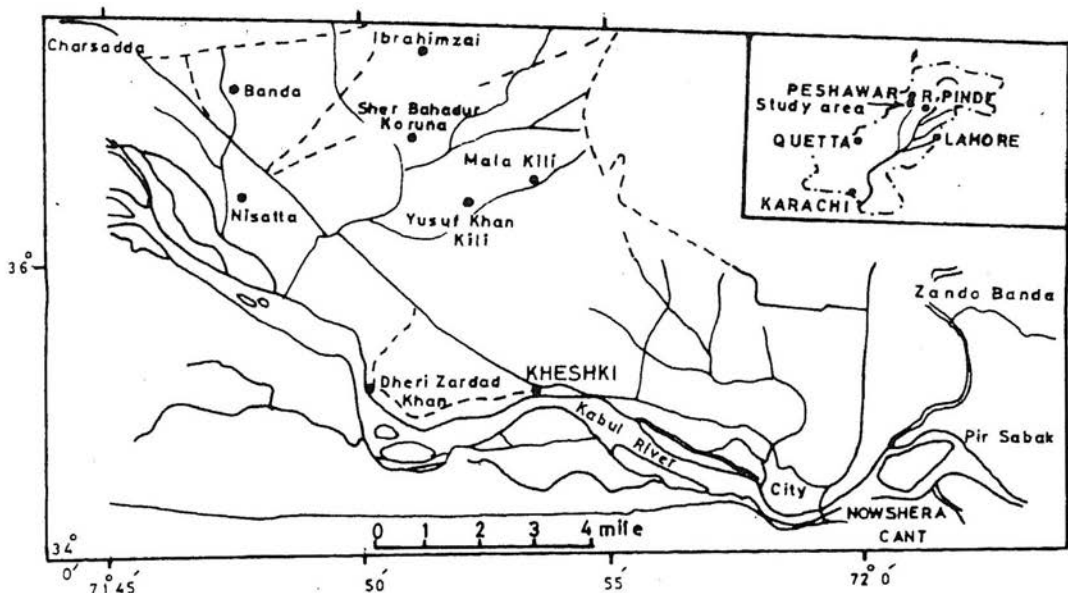 Charsadda
Ibrahimzai
Banda
Sher Bahadur
Koruna
Mala Kili
Nisatta
Yusuf Khan
Kili
PESHAWAR
R.PINDI
Study area
QUETTA
LAHORE
KARACHI
36°
Zando Banda
Dheri Zardad
Khan
KHESHKI
Kabul River
Pir Sabak
City
NOWSHERA
CANT
0 1 2 3 4 mile
34°
0′
71°45′
50′
55′
72°0′